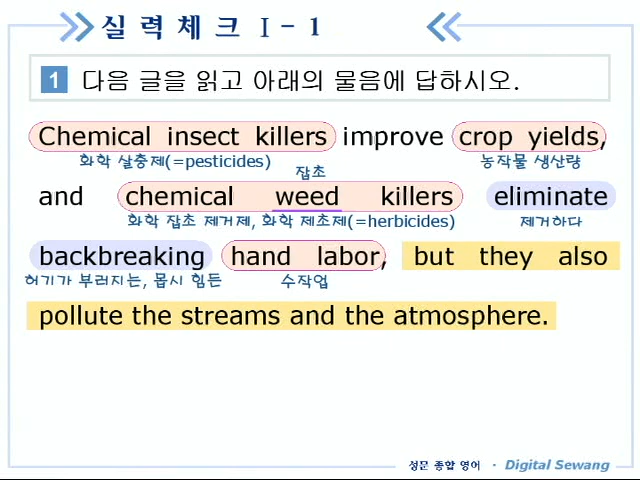 실 력 체 크 I - 1
1 다음 글을 읽고 아래의 물음에 답하시오.
Chemical insect killers improve crop yields,
화학 살충제(=pesticides) 농작물 생산량
잡초
and chemical weed killers eliminate
화학 잡초 제거제, 화학 제초제(=herbicides) 제거하다
backbreaking hand labor, but they also
허기가 부러지는, 몹시 힘든 수작업
pollute the streams and the atmosphere.
성문 종합 영어 · Digital Sewang